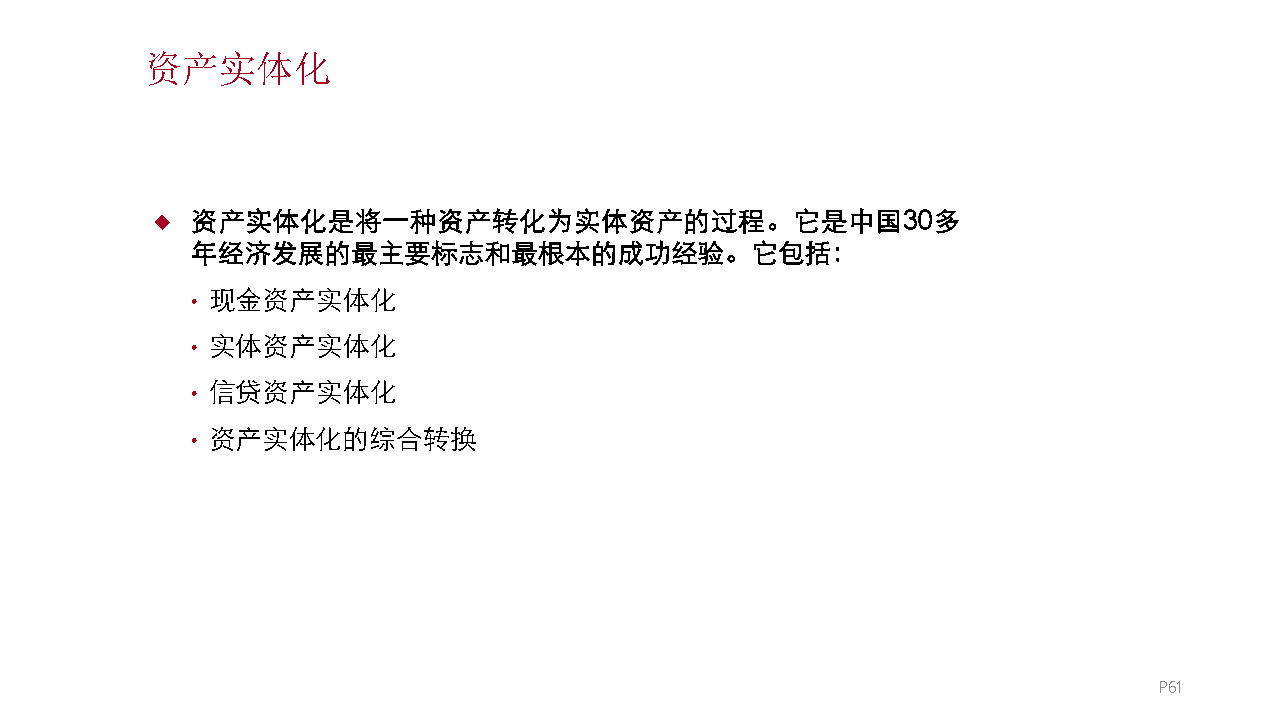 资产实体化
资产实体化是将一种资产转化为实体资产的过程。它是中国30多
年经济发展的最主要标志和最根本的成功经验。它包括:
现金资产实体化
实体资产实体化
信贷资产实体化
资产实体化的综合转换
P61